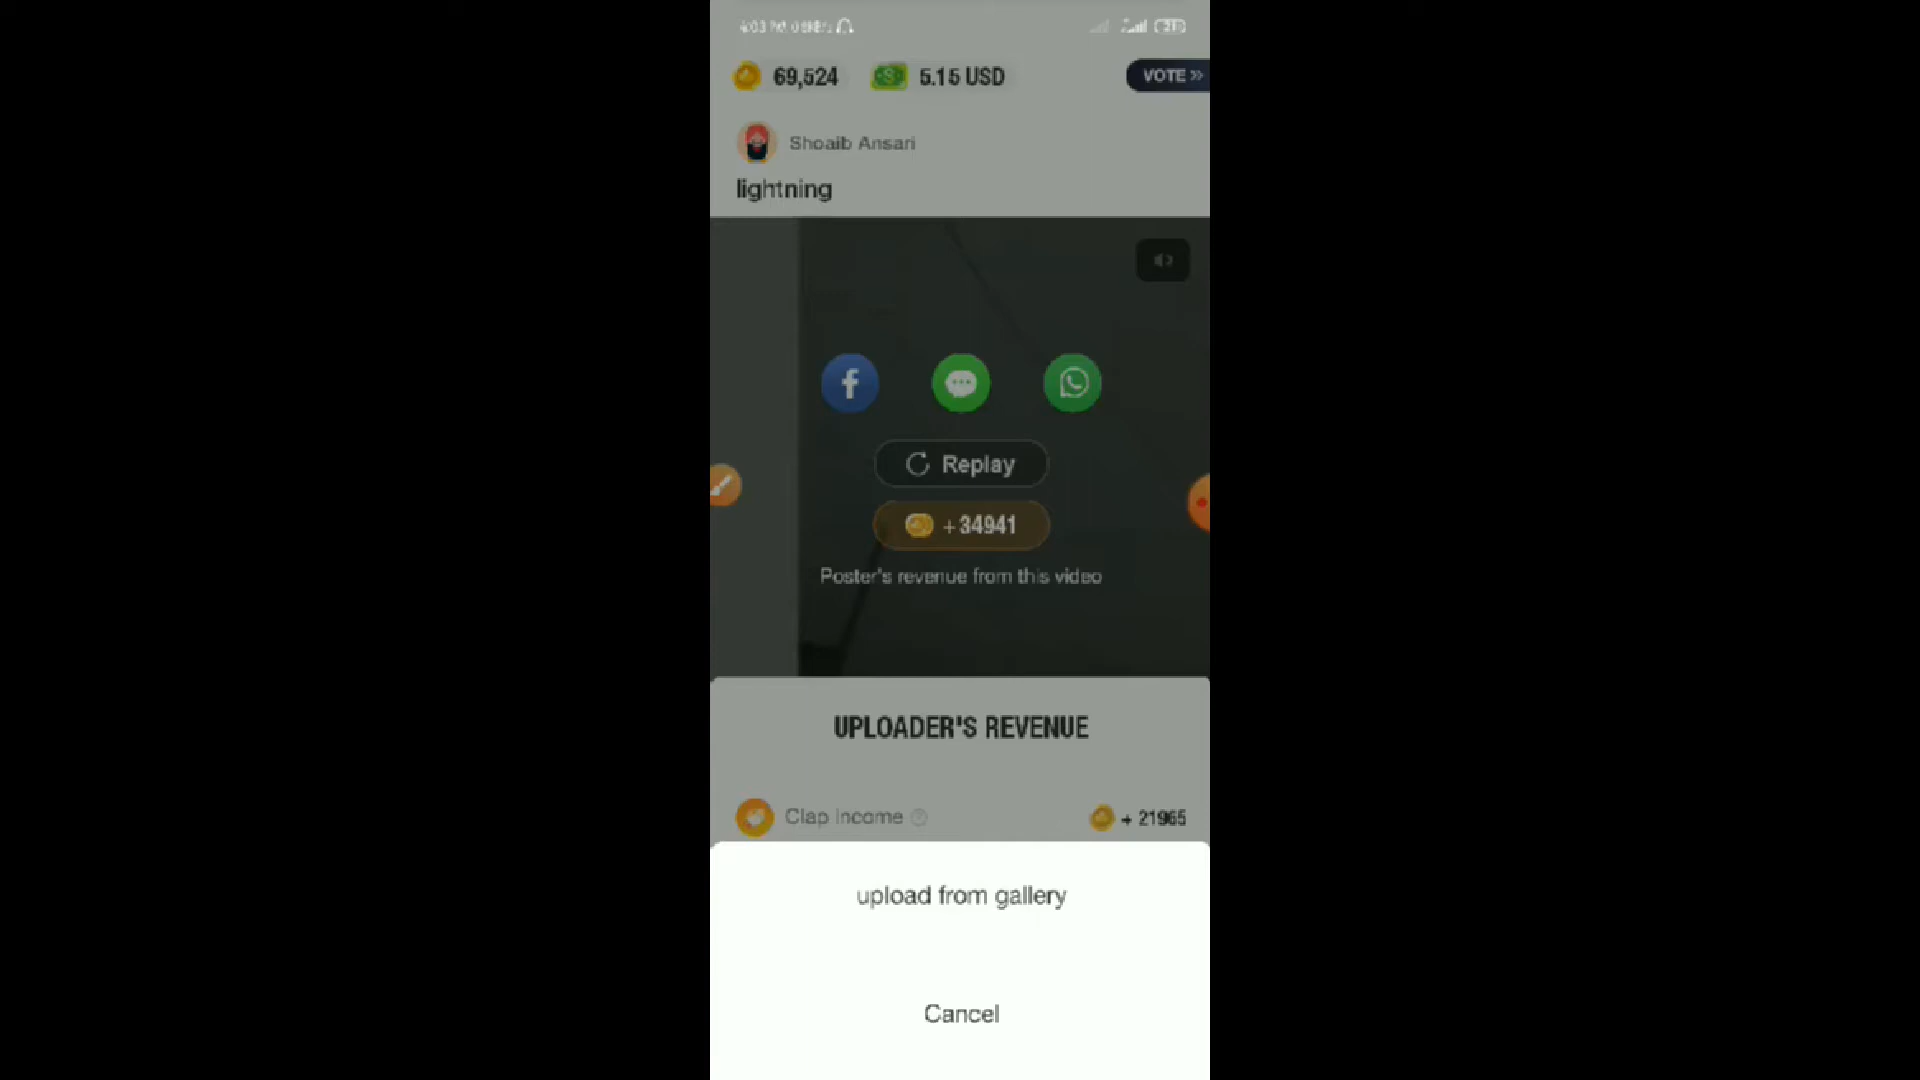 69,524
5.15 USD
VOTE »
Shoaib Ansari
lightning
Replay
+34941
Poster's revenue from this video
UPLOADER'S REVENUE
Clap Income
+ 21965
upload from gallery
Cancel